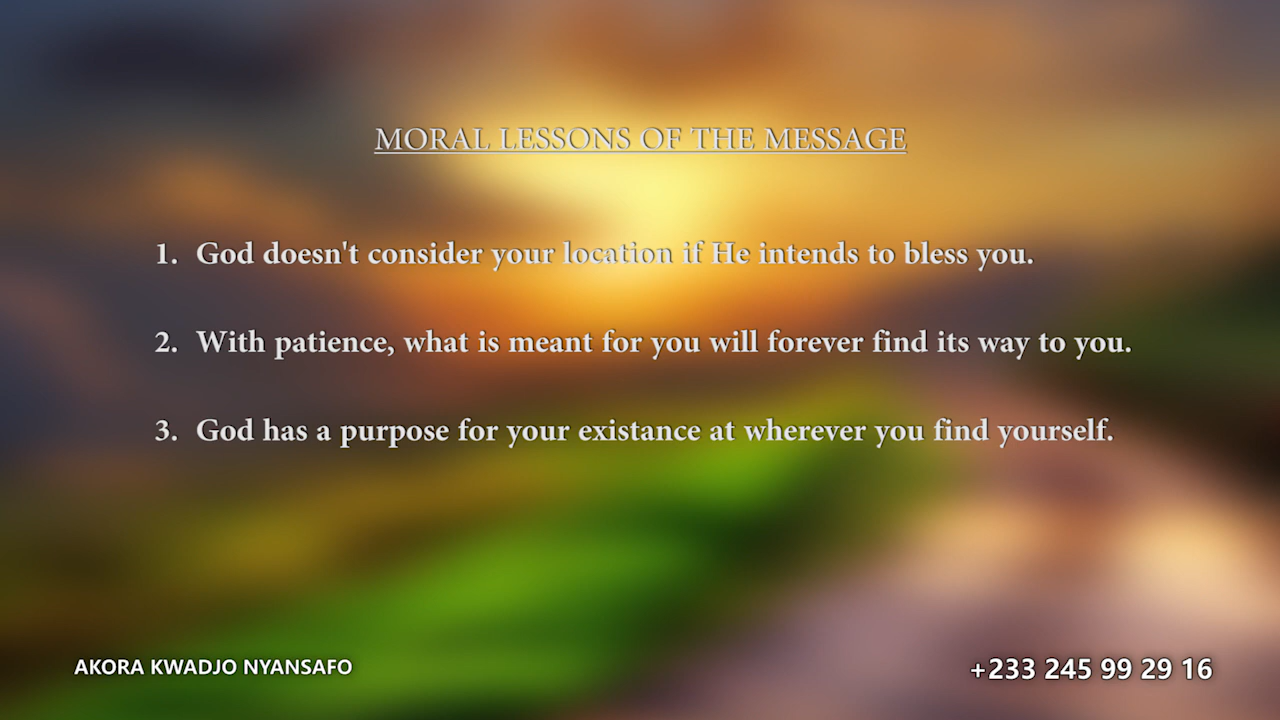 MORAL LESSONS OF THE MESSAGE
1. God doesn't consider your location if He intends to bless you.
2. With patience, what is meant for you will forever find its way to you.
3. God has a purpose for your existance at wherever you find yourself.
AKORA KWADJO NYANSAFO
+233 245 99 29 16